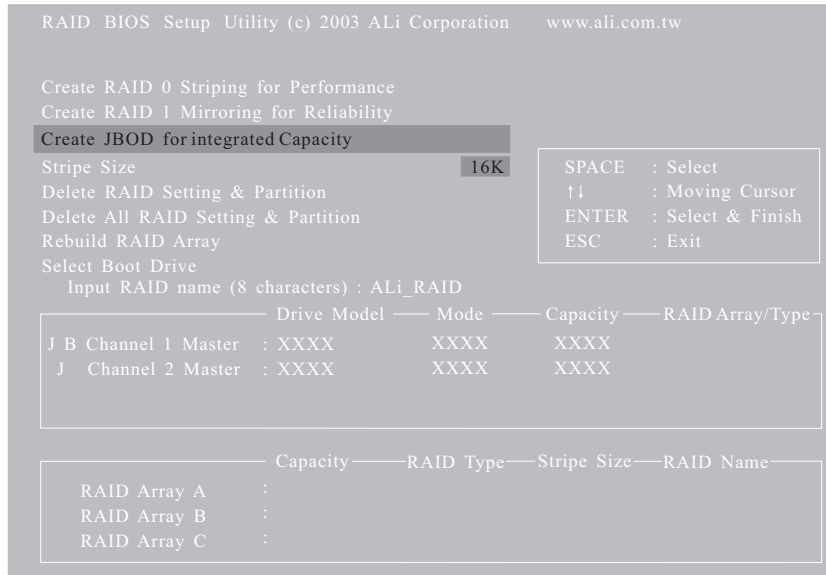 RAID BIOS Setup Utility (c) 2003 ALi Corporation www.ali.com.tw
Create RAID 0 Striping for Performance
Create RAID 1 Mirroring for Reliability
Create JBOD for integrated Capacity
Stripe Size 16K
Delete RAID Setting & Partition
Delete All RAID Setting & Partition
Rebuild RAID Array
Select Boot Drive
Input RAID name (8 characters) : ALi_RAID
SPACE : Select
↑↓ : Moving Cursor
ENTER : Select & Finish
ESC : Exit
Drive Model Mode Capacity RAID Array/Type
J B Channel 1 Master : XXXX XXXX XXXX
J Channel 2 Master : XXXX XXXX XXXX
Capacity RAID Type Stripe Size RAID Name
RAID Array A :
RAID Array B :
RAID Array C :